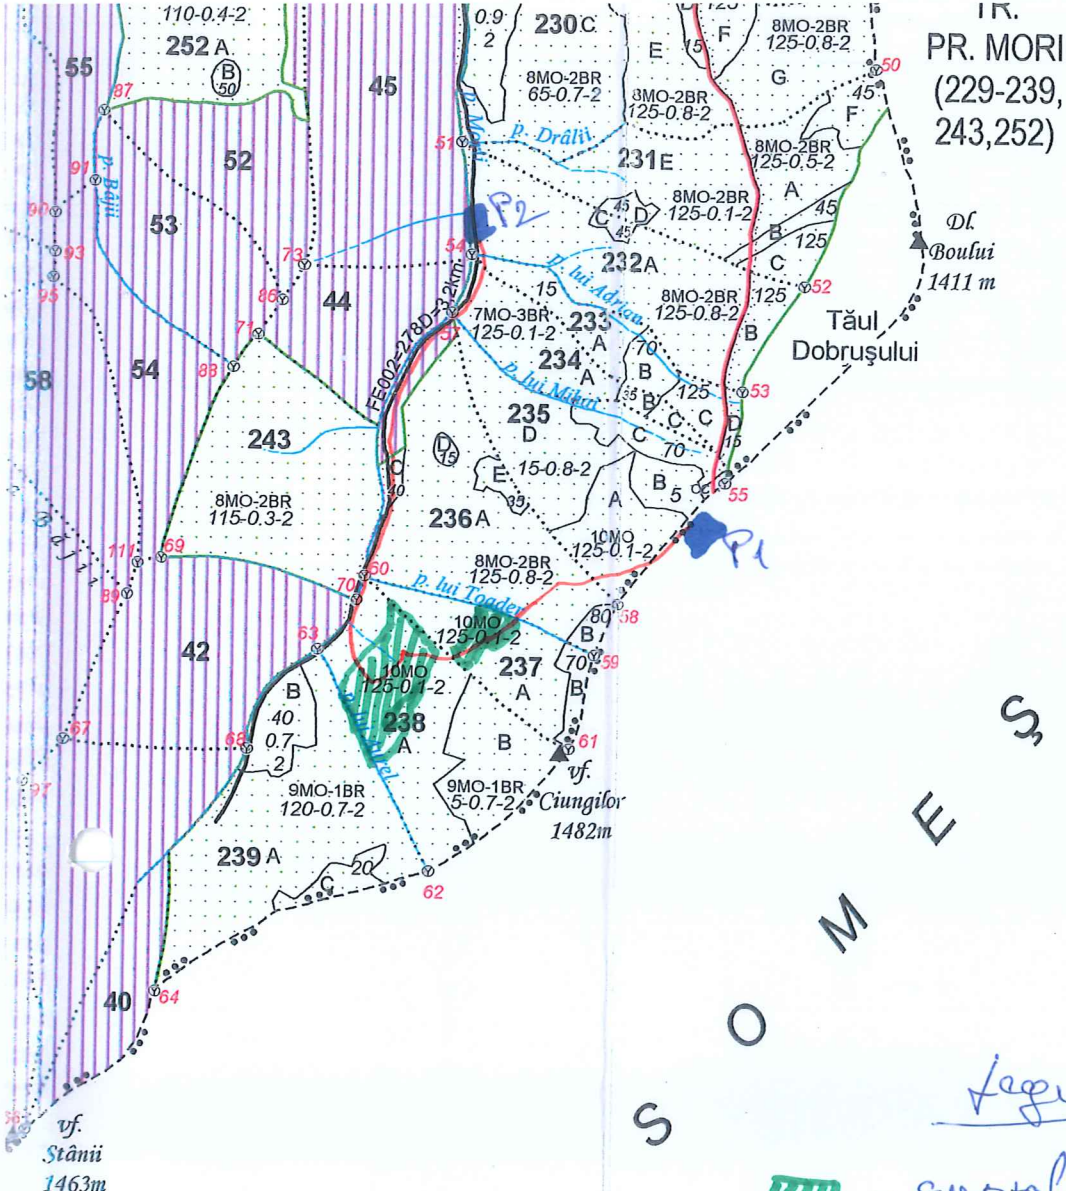 TR.
PR. MORI
(229-239,
243,252)
110-0.4-2
252 A
B
50
0.9
2
230 C
8MO-2BR
65-0.7-2
E
125
15
F
8MO-2BR
125-0.8-2
G
50
45
F
55
87
45
52
p. Morii
51
p. Drâlii
8MO-2BR
125-0.8-2
231 E
8MO-2BR
125-0.5-2
A
91
p. Băjii
90
53
93
95
73
86
44
P2
54
45
C D
45
8MO-2BR
125-0.1-2
B
45
125
C
125
52
Dl.
Boului
1411 m
232 A
p. lui Adrian
15
8MO-2BR
125-0.8-2
B
Tăul
Dobruşului
71
83
54
58
FE002=278D=3.2km
57
7MO-3BR
125-0.1-2
233
A
234
A
70
B
35
B
125
C
C
C
D
15
53
p. lui Mihai
235
D
15-0.8-2
70
B
5
55
A
243
8MO-2BR
115-0.3-2
D
15
C
40
E
35
236 A
10MO
125-0.1-2
P1
111
69
89
8MO-2BR
125-0.8-2
60
70
p. lui Toader
58
80
B
59
70
B
42
63
10MO
125-0.1-2
237
A
10MO
125-0.1-2
238
A
B
61
vf.
Ciungilor
1482m
67
68
B
40
0.7
2
97
9MO-1BR
120-0.7-2
9MO-1BR
5-0.7-2
239 A
C
20
62
40
64
S O M E Ş
vf.
Stânii
1463m